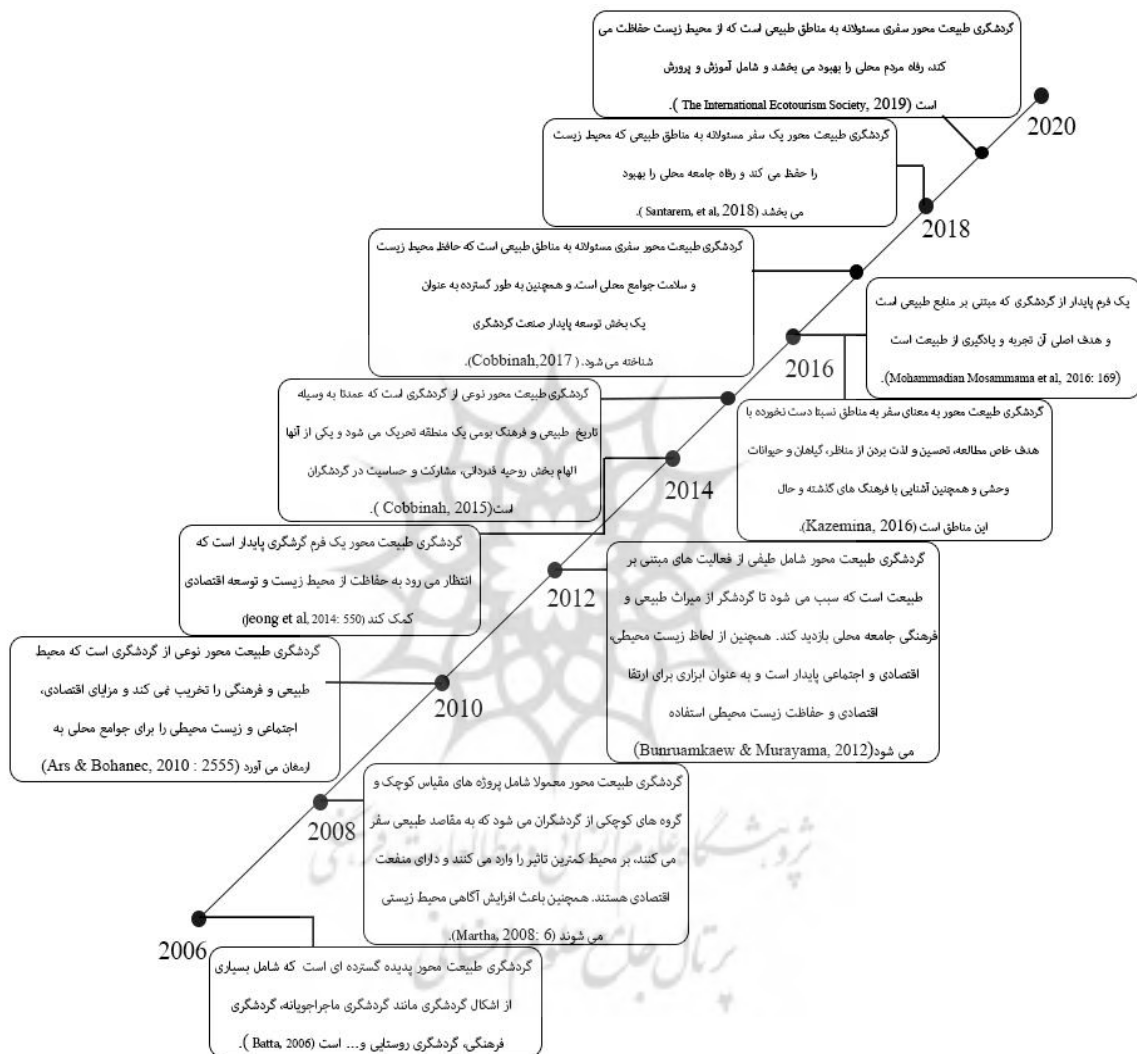 گردشگری طبیعت محور سفری مسئولانه به مناطق طبیعی است که از محیط زیست حفاظت می
کند، رفاه مردم محلی را بهبود می بخشد و شامل آموزش و پرورش
است (The International Ecotourism Society, 2019 ).
2020
گردشگری طبیعت محور یک سفر مسئولانه به مناطق طبیعی که محیط زیست
را حفظ می کند و رفاه جامعه محلی را بهبود
می بخشد (Santarem, et al, 2018 ).
2018
گردشگری طبیعت محور سفری مسئولانه به مناطق طبیعی است که حافظ محیط زیست
و سلامت جوامع محلی است. و همچنین به طور گسترده به عنوان
یک بخش توسعه پایدار صنعت گردشگری
شناخته می شود. ( Cobbinah,2017).
یک فرم پایدار از گردشگری که مبتنی بر منابع طبیعی است
و هدف اصلی آن تجربه و یادگیری از طبیعت است
(Mohammadian Mosammama et al, 2016: 169).
2016
گردشگری طبیعت محور به معنای سفر به مناطق نسبتا دست نخورده با
هدف خاص مطالعه، تحسین و لذت بردن از مناظر، گیاهان و حیوانات
وحشی و همچنین آشنایی با فرهنگ های گذشته و حال
این مناطق است (Kazemina, 2016).
گردشگری طبیعت محور نوعی از گردشگری است که عمدتا به وسیله
تاریخ طبیعی و فرهنگ بومی یک منطقه تحریک می شود و یکی از آنها
الهام بخش روحیه قدردانی، مشارکت و حساسیت در گردشگران
است(Cobbinah, 2015 ).
2014
گردشگری طبیعت محور یک فرم گرشگری پایدار است که
انتظار می رود به حفاظت از محیط زیست و توسعه اقتصادی
کمک کند (jeong et al, 2014: 550)
گردشگری طبیعت محور شامل طیفی از فعالیت های مبتنی بر
طبیعت است که سبب می شود تا گردشگر از میراث طبیعی و
فرهنگی جامعه محلی بازدید کند. همچنین از لحاظ زیست محیطی،
اقتصادی و اجتماعی پایدار است و به عنوان ابزاری برای ارتقا
اقتصادی و حفاظت زیست محیطی استفاده
می شود(Bunruamkaew & Murayama, 2012)
2012
گردشگری طبیعت محور نوعی از گردشگری است که محیط
طبیعی و فرهنگی را تخریب نمی کند و مزایای اقتصادی،
اجتماعی و زیست محیطی را برای جوامع محلی به
ارمغان می آورد (Ars & Bohanec, 2010 : 2555)
2010
گردشگری طبیعت محور معمولا شامل پروژه های مقیاس کوچک و
گروه های کوچکی از گردشگران می شود که به مقاصد طبیعی سفر
می کنند، بر محیط کمترین تاثیر را وارد می کنند و دارای منفعت
اقتصادی هستند. همچنین باعث افزایش آگاهی محیط زیستی
می شوند (Martha, 2008: 6).
2008
2006
گردشگری طبیعت محور پدیده گسترده ای است که شامل بسیاری
از اشکال گردشگری مانند گردشگری ماجراجویانه، گردشگری
فرهنگی، گردشگری روستایی و... است (Batta, 2006 ).
پژوهشگاه علوم انسانی و مطالعات فرهنگی
پرتال جامع علوم انسانی